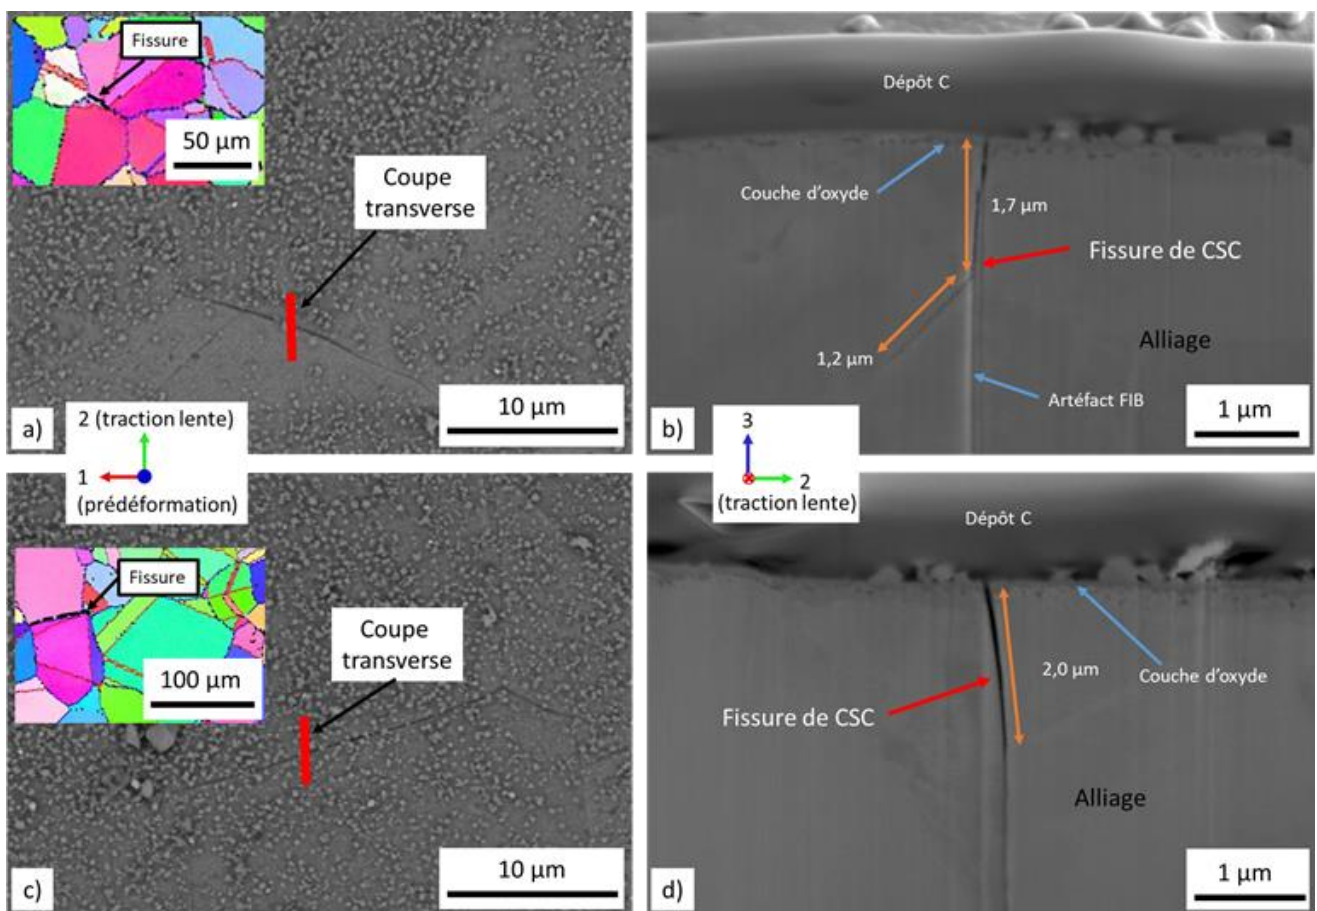 Fissure
50 µm
Coupe
transverse
10 µm
a)
Dépôt C
Couche d'oxyde
1,7 µm
Fissure de CSC
1,2 µm
Alliage
Artéfact FIB
1 µm
b)
2 (traction lente)
1
(prédéformation)
3
2
(traction lente)
Fissure
100 µm
Coupe
transverse
10 µm
c)
Dépôt C
2,0 µm
Couche d'oxyde
Fissure de CSC
Alliage
1 µm
d)